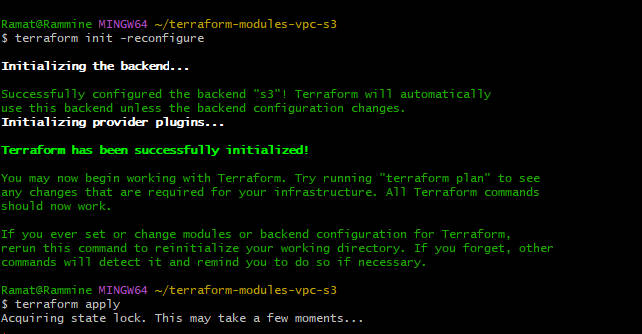 Ramat@Rammine MINGW64 ~/terraform-modules-vpc-s3
$ terraform init -reconfigure
Initializing the backend...
Successfully configured the backend "s3"! Terraform will automatically
use this backend unless the backend configuration changes.
Initializing provider plugins...
Terraform has been successfully initialized!
You may now begin working with Terraform. Try running "terraform plan" to see
any changes that are required for your infrastructure. All Terraform commands
should now work.
If you ever set or change modules or backend configuration for Terraform,
rerun this command to reinitialize your working directory. If you forget, other
commands will detect it and remind you to do so if necessary.
Ramat@Rammine MINGW64 ~/terraform-modules-vpc-s3
$ terraform apply
Acquiring state lock. This may take a few moments...